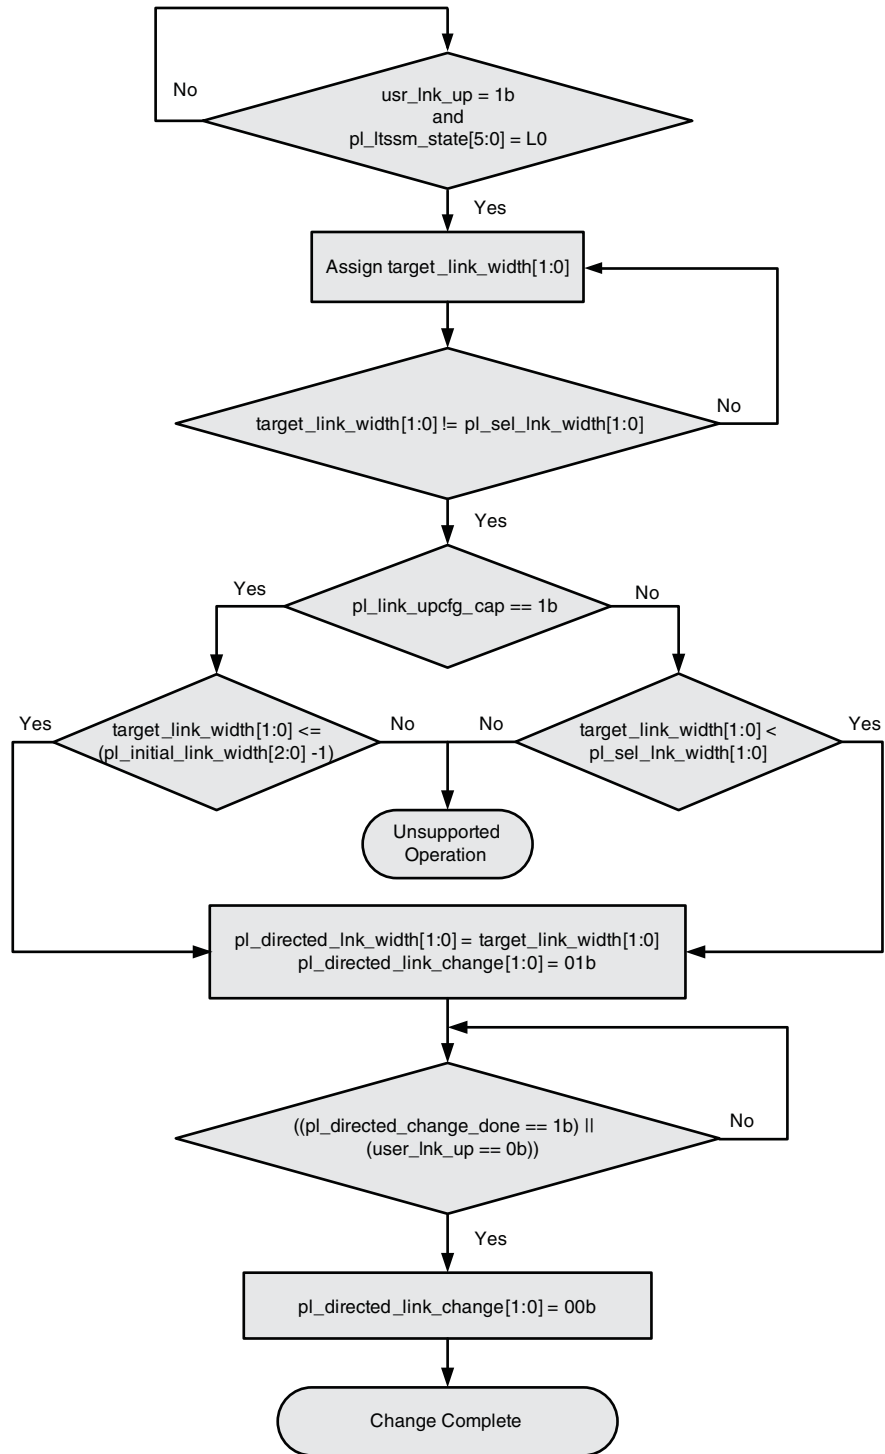 No
usr_lnk_up = 1b
and
pl_ltssm_state[5:0] = L0
Yes
Assign target_link_width[1:0]
target_link_width[1:0] != pl_sel_lnk_width[1:0]
No
Yes
Yes
pl_link_upcfg_cap == 1b
No
Yes
target_link_width[1:0] <=
(pl_initial_link_width[2:0] -1)
No
No
target_link_width[1:0] <
pl_sel_lnk_width[1:0]
Yes
Unsupported
Operation
pl_directed_lnk_width[1:0] = target_link_width[1:0]
pl_directed_link_change[1:0] = 01b
((pl_directed_change_done == 1b) ||
(user_lnk_up == 0b))
No
Yes
pl_directed_link_change[1:0] = 00b
Change Complete